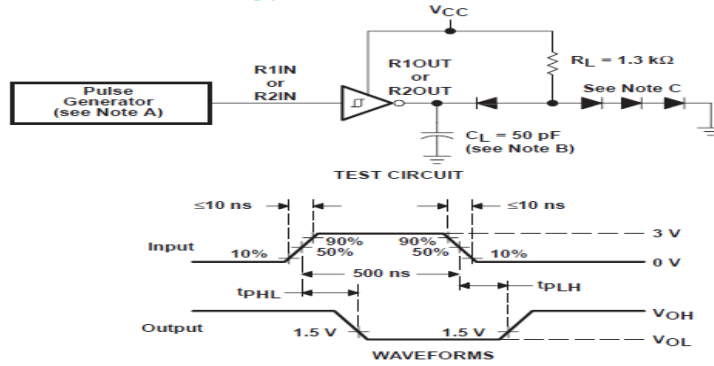 VCC
R1IN
or
R2IN
R1OUT
or
R2OUT
RL = 1.3 kΩ
See Note C
Pulse
Generator
(see Note A)
CL = 50 pF
(see Note B)
TEST CIRCUIT
≤10 ns
≤10 ns
Input
10%
90%
50%
90%
50%
10%
3 V
0 V
500 ns
tPHL
tPLH
Output
1.5 V
1.5 V
VOH
VOL
WAVEFORMS